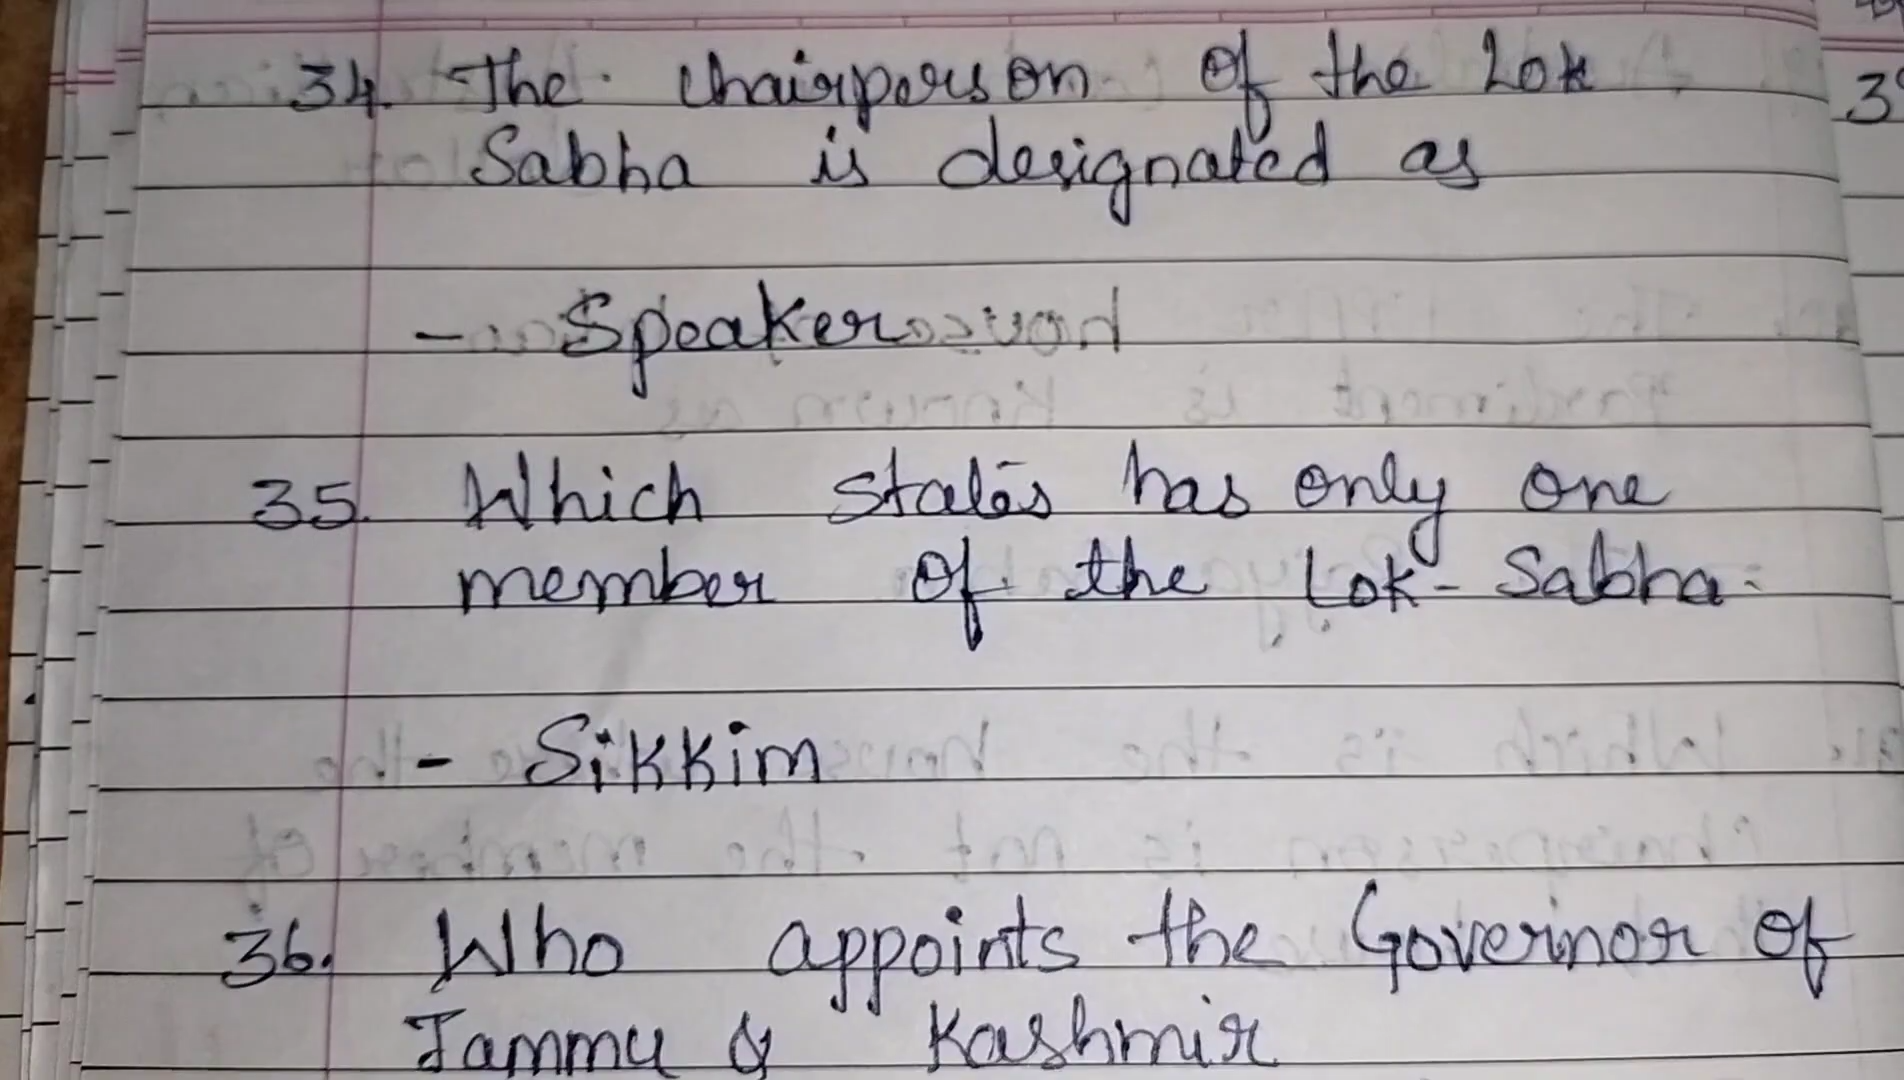 34. The chairperson of the Lok
Sabha is designated as
- Speaker
35. Which states has only one
member of the Lok-Sabha
- Sikkim
36. Who appoints the Governor of
Jammu & Kashmir
3